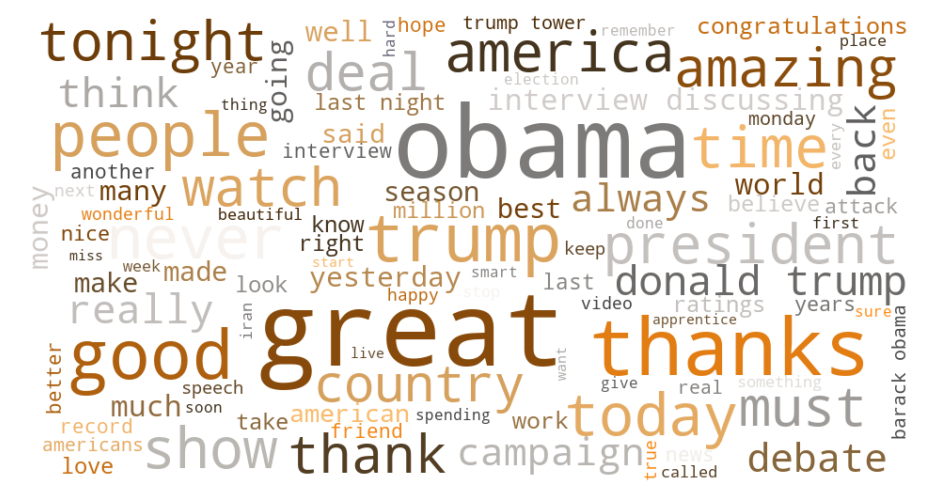 tonight
well
hope
hard
trump tower
remember
congratulations
place
year
going
deal
america
amazing
think
thing
last night
election
interview discussing
people
said
interview
obama
time
monday
every
back
even
another
next
many
watch
season
million
best
always
world
believe
attack
money
wonderful
beautiful
nice
never
know
right
trump
keep
done
president
first
miss
week
made
make
start
yesterday
smart
stop
last
donald trump
look
happy
video
ratings
years
sure
really
iran
great
thanks
apprentice
barack obama
good
live
want
better
speech
soon
country
give
real
something
much
take
american
friend
spending
work
today
must
record
americans
love
show
thank
campaign
true
news
called
debate